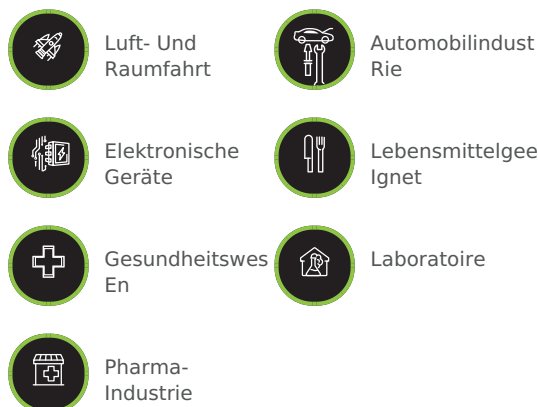 Luft- Und
Raumfahrt
Automobilindust
Rie
Elektronische
Geräte
Lebensmittelgee
Ignet
Gesundheitswes
En
Laboratoire
Pharma-
Industrie